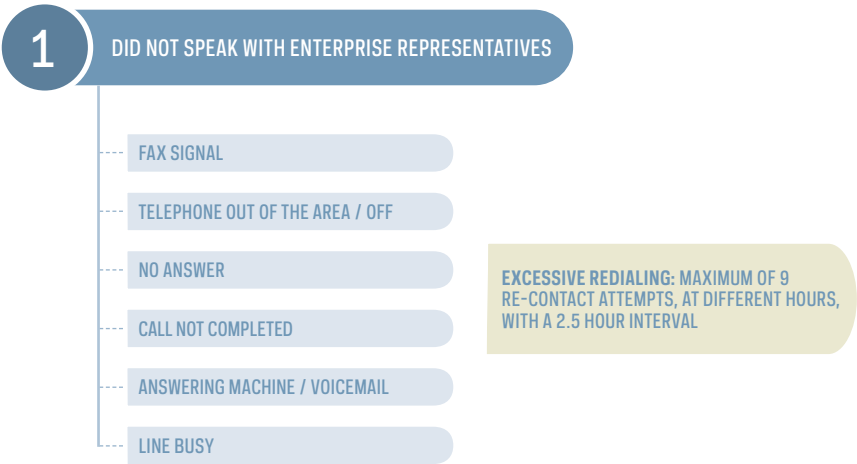 1
DID NOT SPEAK WITH ENTERPRISE REPRESENTATIVES
FAX SIGNAL
TELEPHONE OUT OF THE AREA / OFF
NO ANSWER
CALL NOT COMPLETED
ANSWERING MACHINE / VOICEMAIL
LINE BUSY
EXCESSIVE REDIALING: MAXIMUM OF 9
RE-CONTACT ATTEMPTS, AT DIFFERENT HOURS,
WITH A 2.5 HOUR INTERVAL